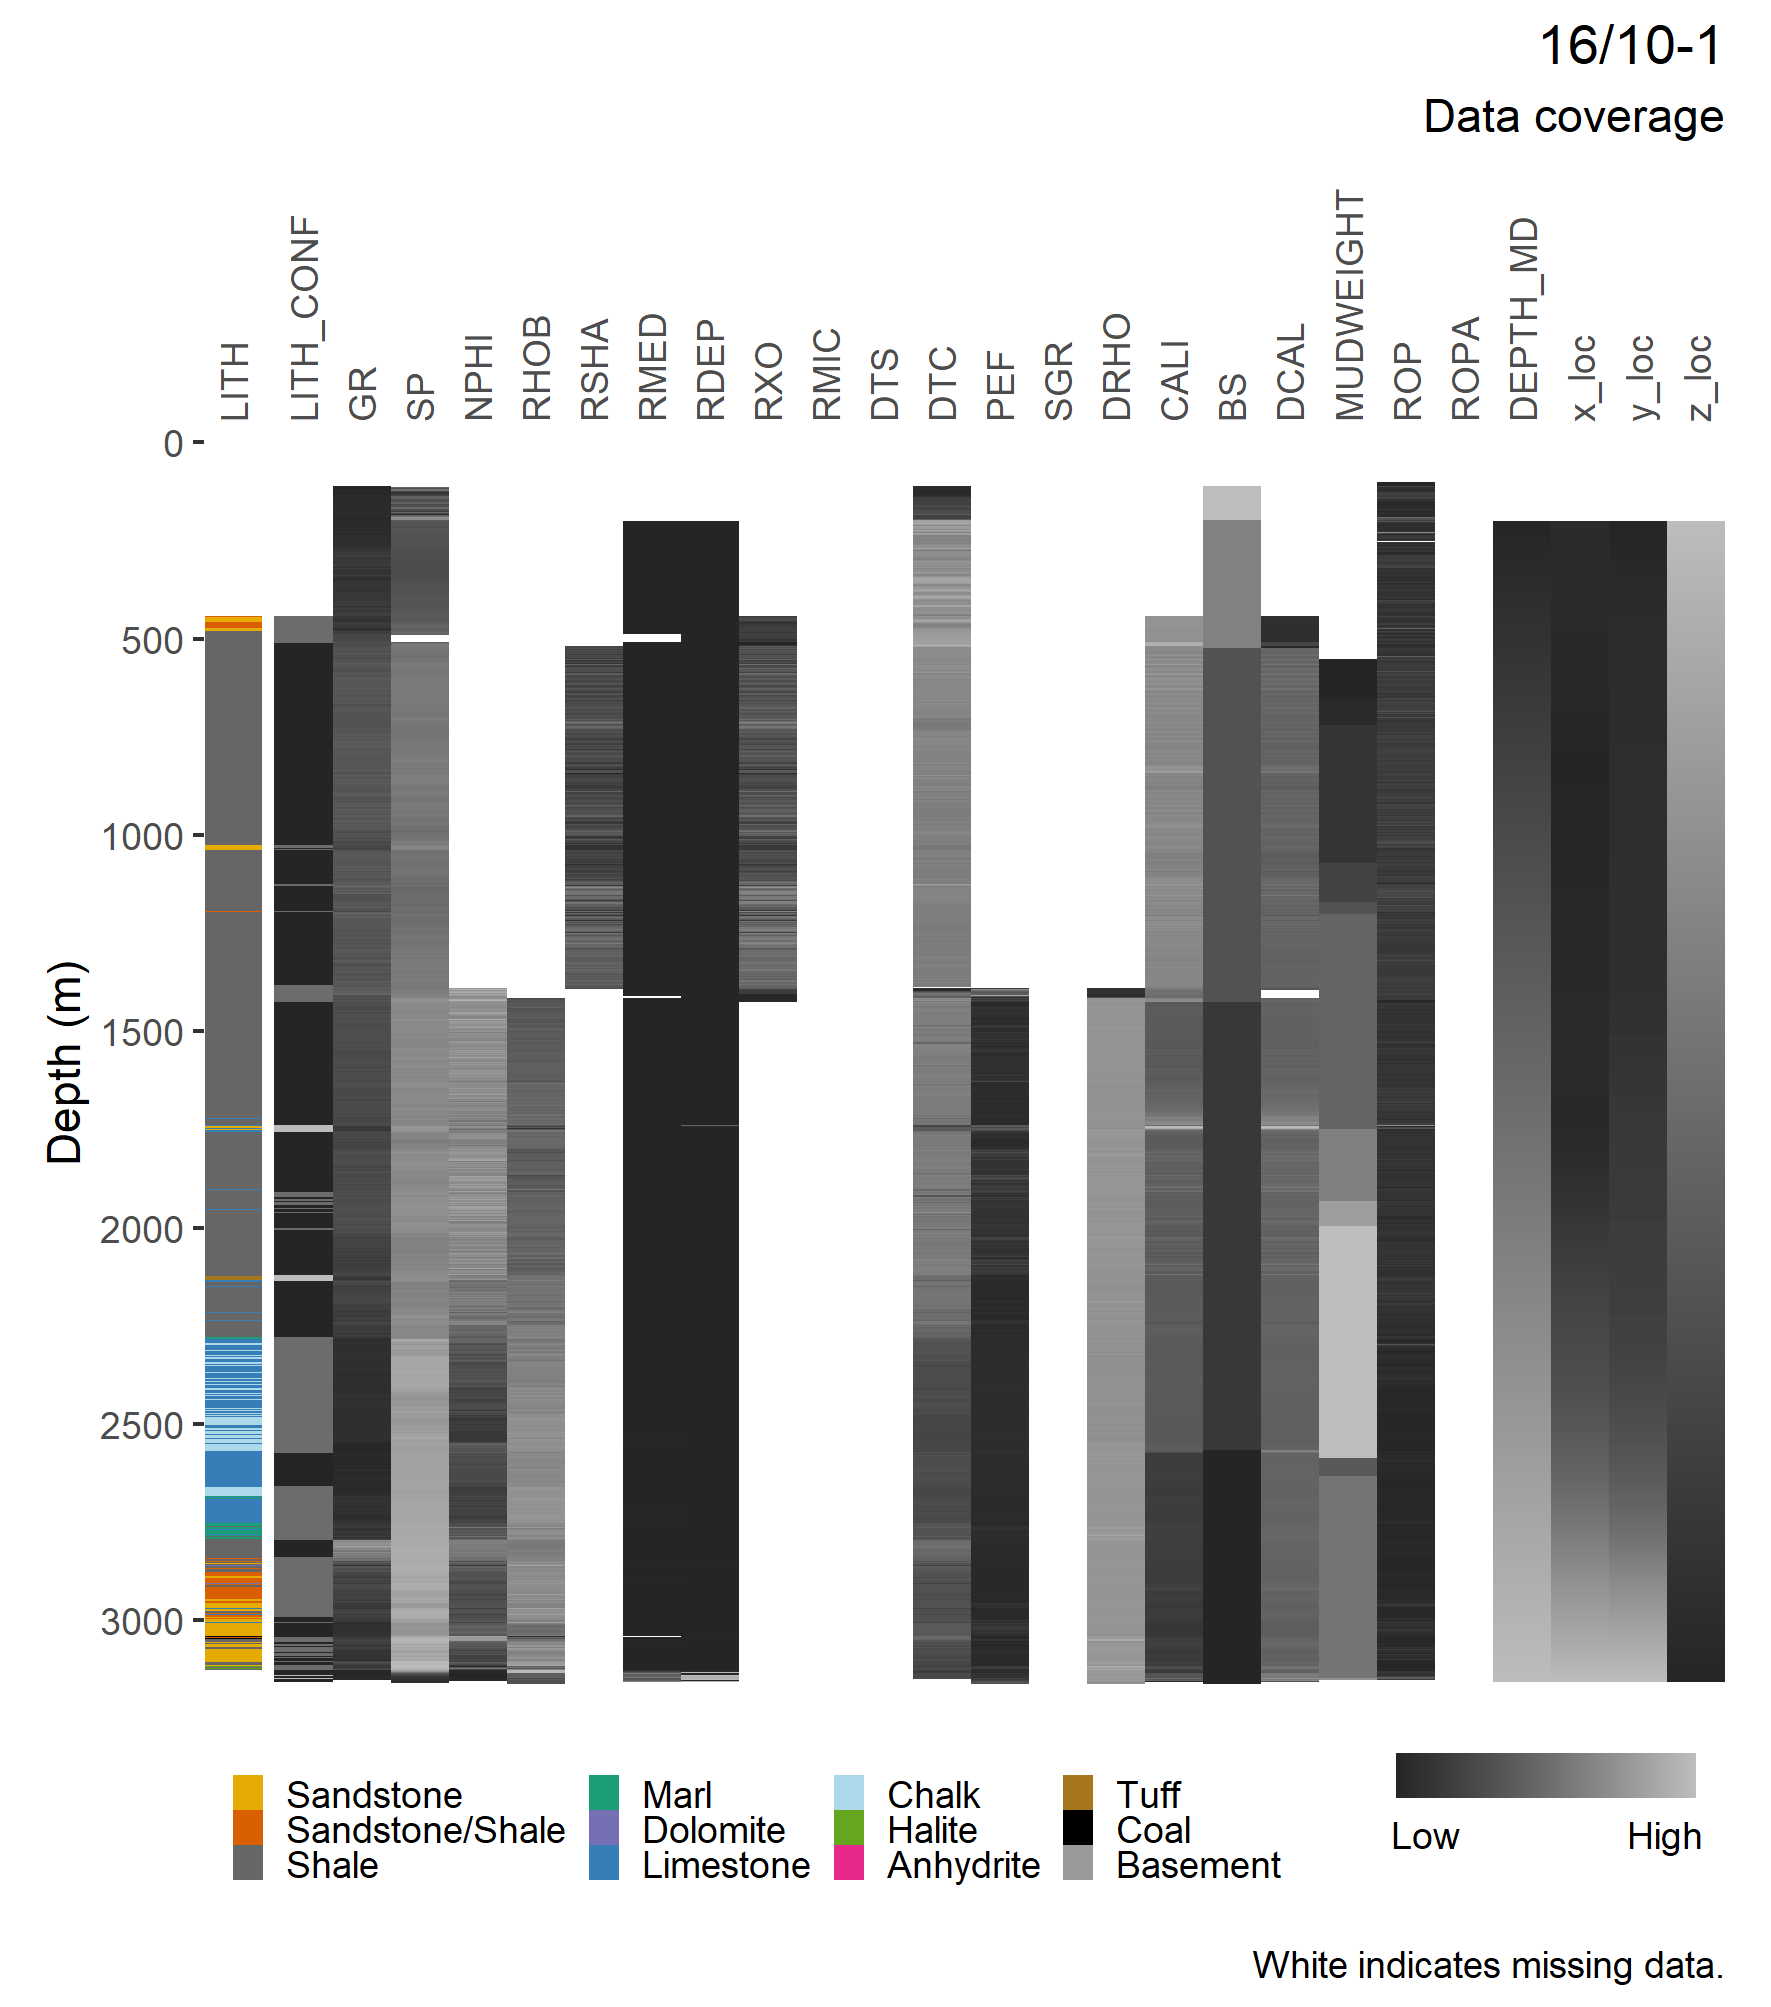 16/10-1
Data coverage
LITH
LITH_CONF
GR
SP
NPHI
RHOB
RSHA
RMED
RDEP
RXO
RMIC
DTS
DTC
PEF
SGR
DRHO
CALI
BS
DCAL
MUDWEIGHT
ROP
ROPA
DEPTH_MD
x_loc
y_loc
z_loc
Depth (m)
0
500
1000
1500
2000
2500
3000
Sandstone
Sandstone/Shale
Shale
Marl
Dolomite
Limestone
Chalk
Halite
Anhydrite
Tuff
Coal
Basement
Low High
White indicates missing data.